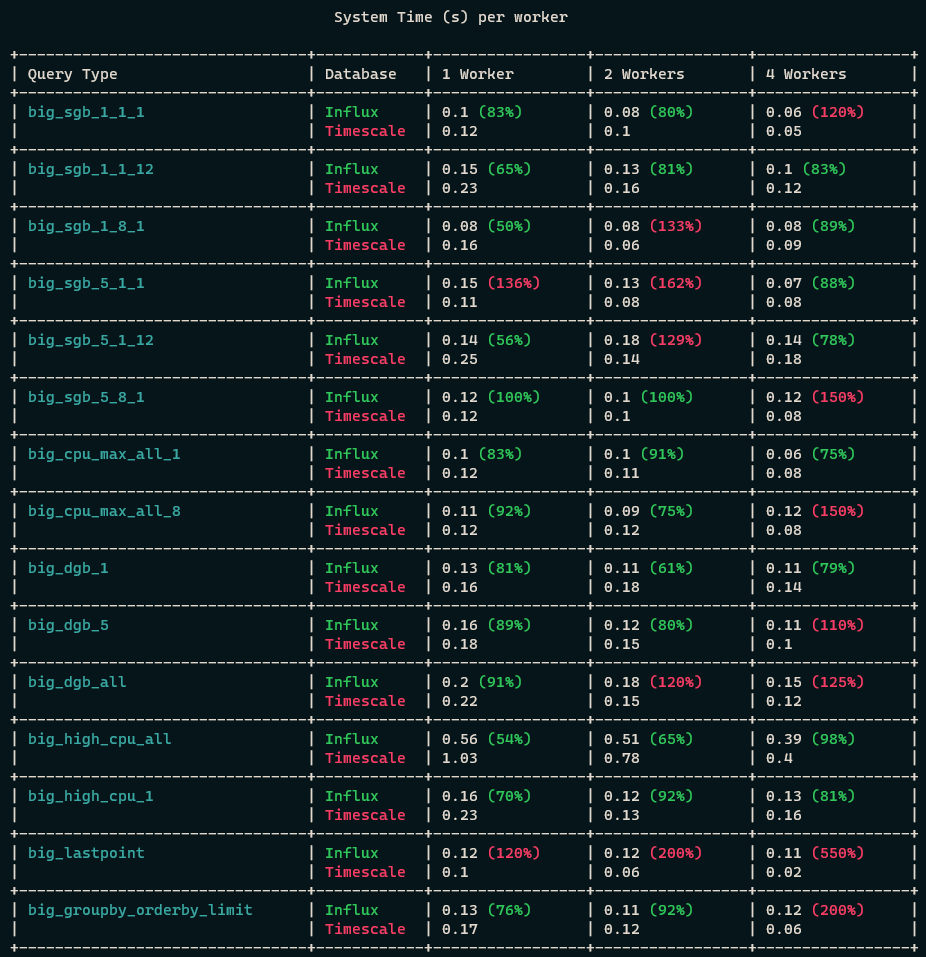 System Time (s) per worker
Query Type | Database | 1 Worker | 2 Workers | 4 Workers
big_sgb_1_1_1 | Influx | 0.1 (83%) | 0.08 (80%) | 0.06 (120%)
| Timescale | 0.12 | 0.1 | 0.05
big_sgb_1_1_12 | Influx | 0.15 (65%) | 0.13 (81%) | 0.1 (83%)
| Timescale | 0.23 | 0.16 | 0.12
big_sgb_1_8_1 | Influx | 0.08 (50%) | 0.08 (133%) | 0.08 (89%)
| Timescale | 0.16 | 0.06 | 0.09
big_sgb_5_1_1 | Influx | 0.15 (136%) | 0.13 (162%) | 0.07 (88%)
| Timescale | 0.11 | 0.08 | 0.08
big_sgb_5_1_12 | Influx | 0.14 (56%) | 0.18 (129%) | 0.14 (78%)
| Timescale | 0.25 | 0.14 | 0.18
big_sgb_5_8_1 | Influx | 0.12 (100%) | 0.1 (100%) | 0.12 (150%)
| Timescale | 0.12 | 0.1 | 0.08
big_cpu_max_all_1 | Influx | 0.1 (83%) | 0.1 (91%) | 0.06 (75%)
| Timescale | 0.12 | 0.11 | 0.08
big_cpu_max_all_8 | Influx | 0.11 (92%) | 0.09 (75%) | 0.12 (150%)
| Timescale | 0.12 | 0.12 | 0.08
big_dgb_1 | Influx | 0.13 (81%) | 0.11 (61%) | 0.11 (79%)
| Timescale | 0.16 | 0.18 | 0.14
big_dgb_5 | Influx | 0.16 (89%) | 0.12 (80%) | 0.11 (110%)
| Timescale | 0.18 | 0.15 | 0.1
big_dgb_all | Influx | 0.2 (91%) | 0.18 (120%) | 0.15 (125%)
| Timescale | 0.22 | 0.15 | 0.12
big_high_cpu_all | Influx | 0.56 (54%) | 0.51 (65%) | 0.39 (98%)
| Timescale | 1.03 | 0.78 | 0.4
big_high_cpu_1 | Influx | 0.16 (70%) | 0.12 (92%) | 0.13 (81%)
| Timescale | 0.23 | 0.13 | 0.16
big_lastpoint | Influx | 0.12 (120%) | 0.12 (200%) | 0.11 (550%)
| Timescale | 0.1 | 0.06 | 0.02
big_groupby_orderby_limit | Influx | 0.13 (76%) | 0.11 (92%) | 0.12 (200%)
| Timescale | 0.17 | 0.12 | 0.06